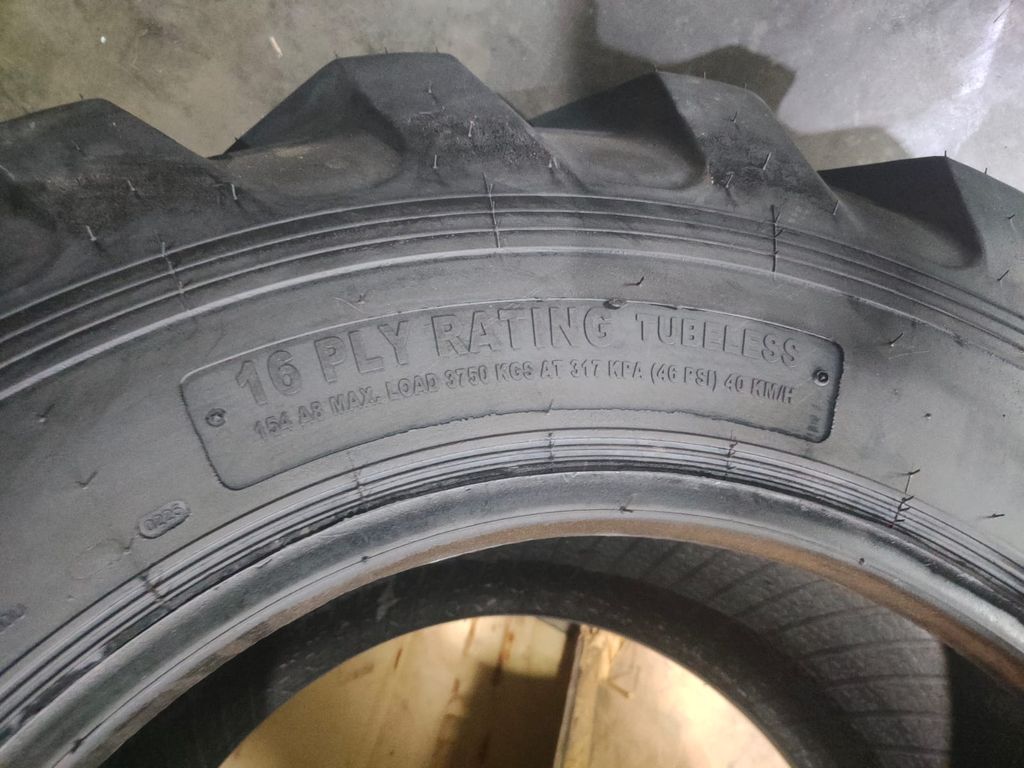 16 PLY RATING TUBELESS
154 A8 MAX. LOAD 3750 KGS AT 317 KPA (46 PSI) 40 KM/H
0225